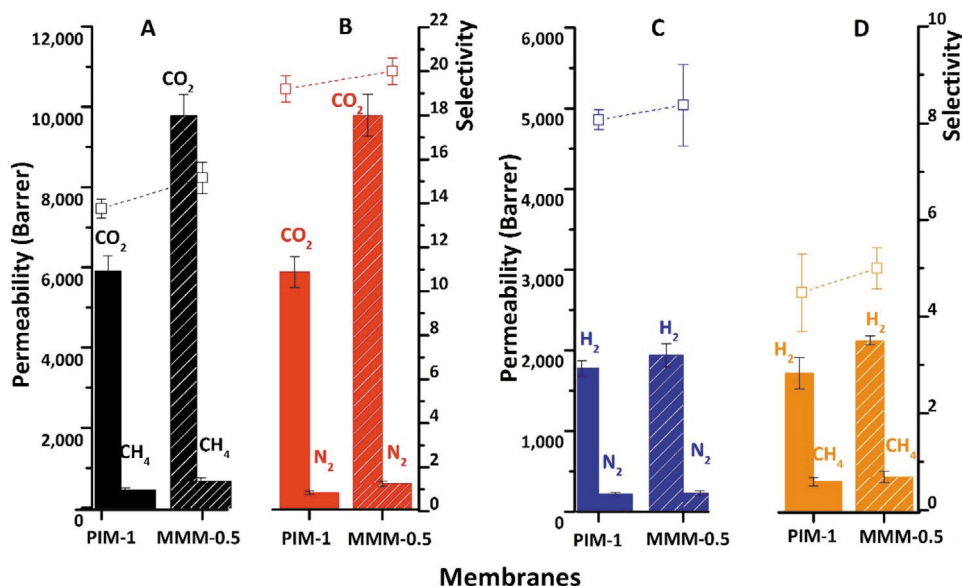 A
B
C
D
Permeability (Barrer)
12,000
10,000
8,000
6,000
4,000
2,000
0
CO2
CH4
CO2
CH4
PIM-1
MMM-0.5
CO2
N2
CO2
N2
PIM-1
MMM-0.5
Selectivity
22
20
18
16
14
12
10
8
6
4
2
0
Permeability (Barrer)
6,000
5,000
4,000
3,000
2,000
1,000
0
H2
N2
H2
N2
PIM-1
MMM-0.5
H2
CH4
H2
CH4
PIM-1
MMM-0.5
Selectivity
10
8
6
4
2
0
Membranes